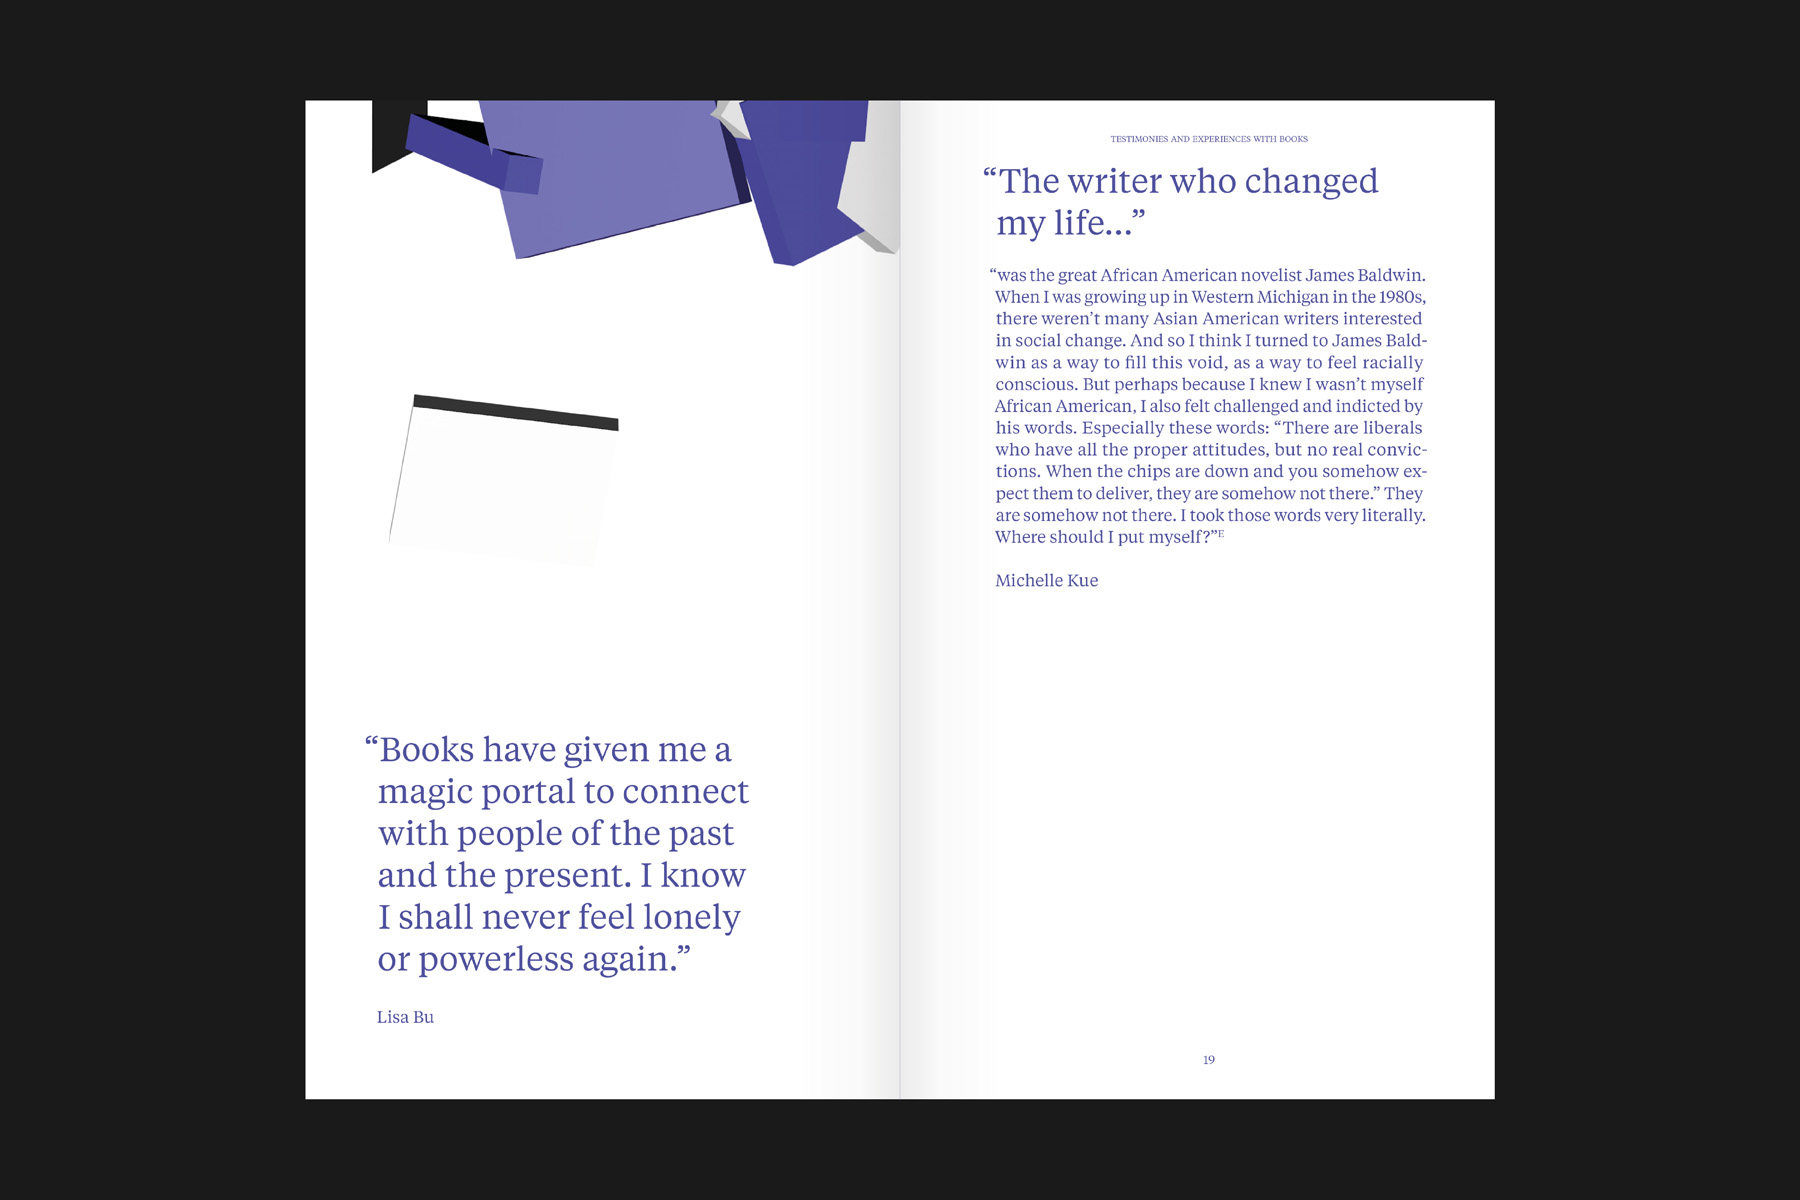 “Books have given me a
magic portal to connect
with people of the past
and the present. I know
I shall never feel lonely
or powerless again.”
Lisa Bu
TESTIMONIES AND EXPERIENCES WITH BOOKS
“The writer who changed
my life...”
“was the great African American novelist James Baldwin.
When I was growing up in Western Michigan in the 1980s,
there weren’t many Asian American writers interested
in social change. And so I think I turned to James Bald-
win as a way to fill this void, as a way to feel racially
conscious. But perhaps because I knew I wasn’t myself
African American, I also felt challenged and indicted by
his words. Especially these words: “There are liberals
who have all the proper attitudes, but no real convic-
tions. When the chips are down and you somehow ex-
pect them to deliver, they are somehow not there.” They
are somehow not there. I took those words very literally.
Where should I put myself?”E
Michelle Kue
19